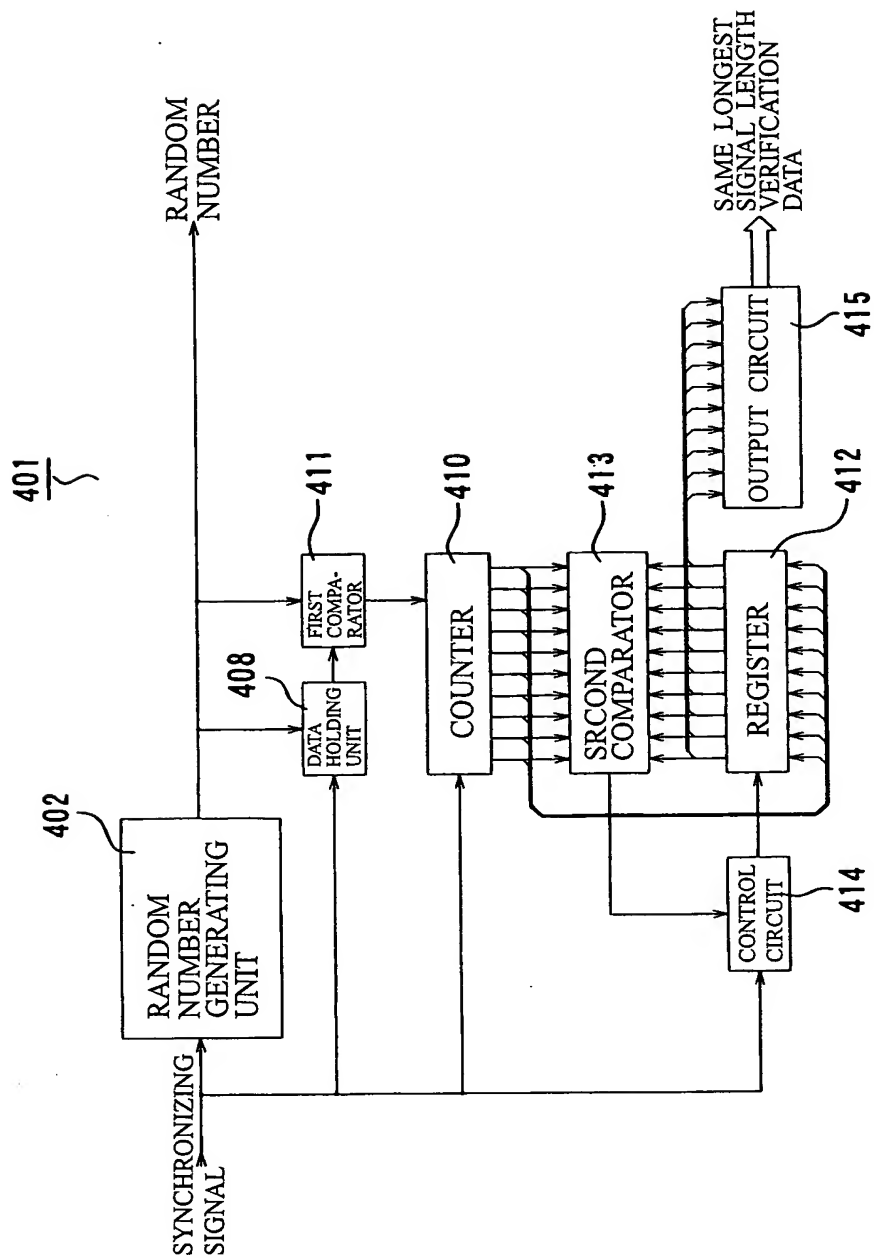 401
SYNCHRONIZING
SIGNAL
402
RANDOM
NUMBER
GENERATING
UNIT
RANDOM
NUMBER
408
DATA
HOLDING
UNIT
411
FIRST
COMPA-
RATOR
410
COUNTER
413
SRCOND
COMPARATOR
412
REGISTER
414
CONTROL
CIRCUIT
415
OUTPUT CIRCUIT
SAME LONGEST
SIGNAL LENGTH
VERIFICATION
DATA